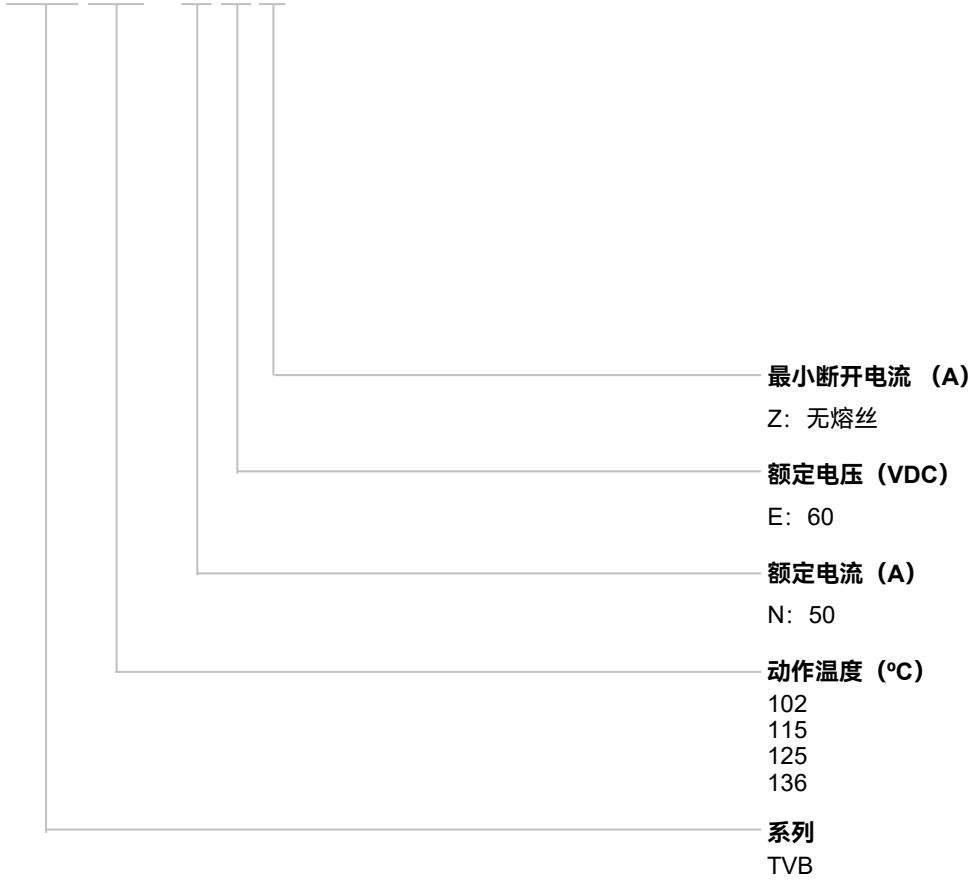 最小断开电流 （A）
Z：无熔丝
额定电压（VDC）
E：60
额定电流（A）
N：50
动作温度（ºC）
102
115
125
136
系列
TVB